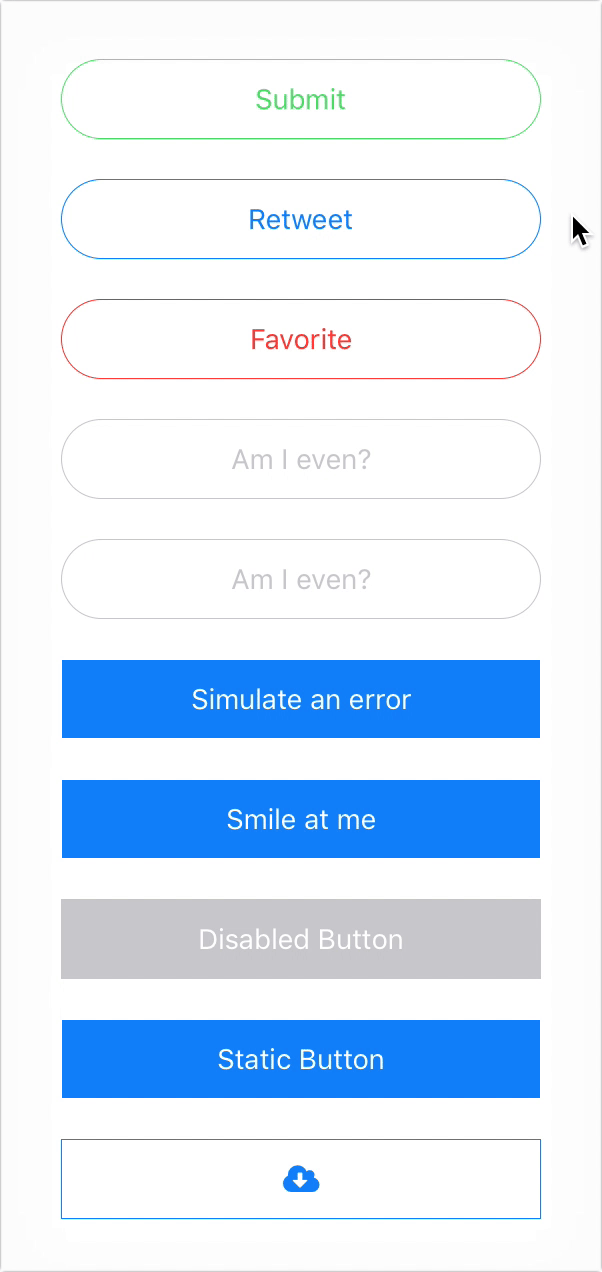 Submit
Retweet
Favorite
Am I even?
Am I even?
Simulate an error
Smile at me
Disabled Button
Static Button